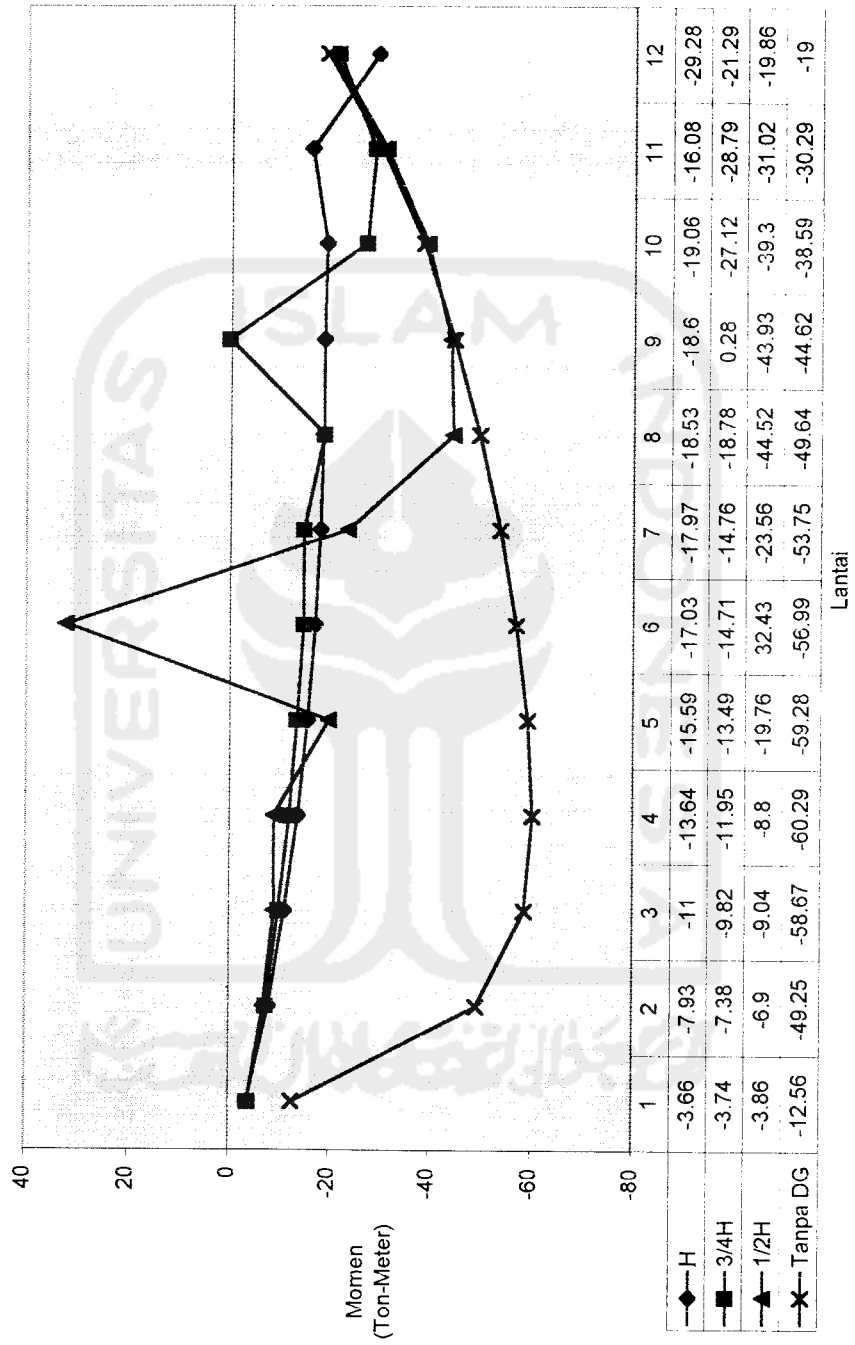 40
20
0
-20
-40
-60
-80
Momen
(Ton-Meter)
1 2 3 4 5 6 7 8 9 10 11 12
H -3.66 -7.93 -11 -13.64 -15.59 -17.03 -17.97 -18.53 -18.6 -19.06 -16.08 -29.28
3/4H -3.74 -7.38 -9.82 -11.95 -13.49 -14.71 -14.76 -18.78 0.28 -27.12 -28.79 -21.29
1/2H -3.86 -6.9 -9.04 -8.8 -19.76 32.43 -23.56 -44.52 -43.93 -39.3 -31.02 -19.86
Tanpa DG -12.56 -49.25 -58.67 -60.29 -59.28 -56.99 -53.75 -49.64 -44.62 -38.59 -30.29 -19
Lantai
UNIVERSITAS
ISLAM
INDONESIA